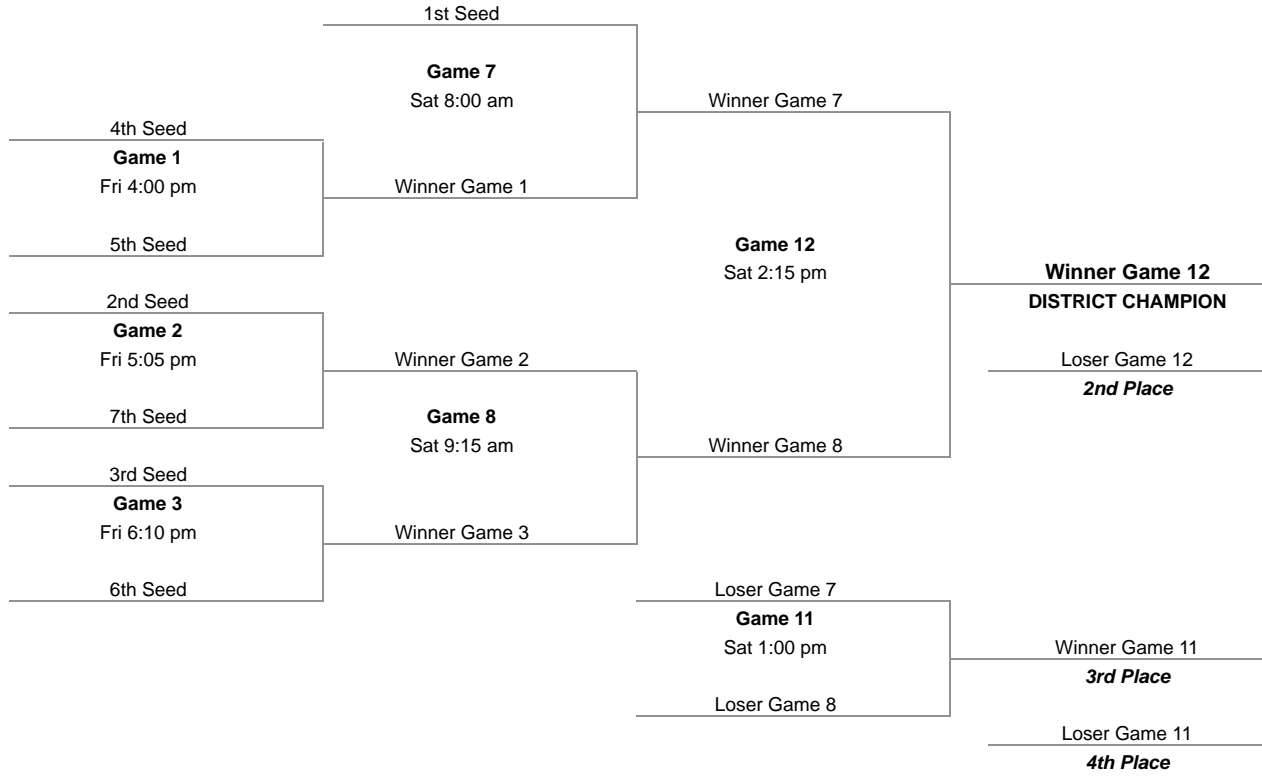 1st Seed
Game 7
Sat 8:00 am
Winner Game 7
4th Seed
Game 1
Fri 4:00 pm
Winner Game 1
5th Seed
Game 12
Sat 2:15 pm
Winner Game 12
DISTRICT CHAMPION
2nd Seed
Game 2
Fri 5:05 pm
Winner Game 2
Loser Game 12
2nd Place
7th Seed
Game 8
Sat 9:15 am
Winner Game 8
3rd Seed
Game 3
Fri 6:10 pm
Winner Game 3
6th Seed
Loser Game 7
Game 11
Sat 1:00 pm
Winner Game 11
3rd Place
Loser Game 8
Loser Game 11
4th Place